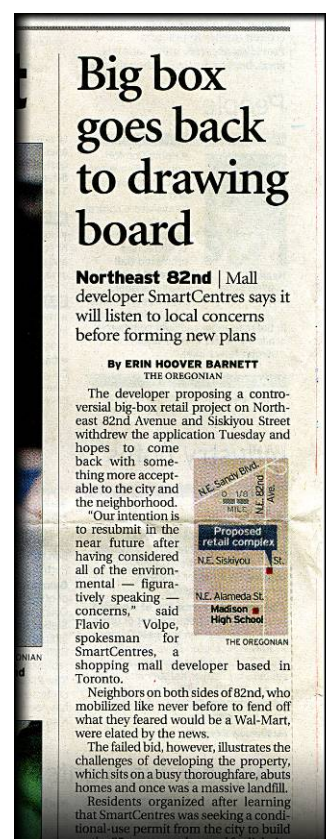 t
Big box
goes back
to drawing
board
Northeast 82nd | Mall
developer SmartCentres says it
will listen to local concerns
before forming new plans
By ERIN HOOVER BARNETT
THE OREGONIAN
The developer proposing a contro-
versial big-box retail project on North-
east 82nd Avenue and Siskiyou Street
withdrew the application Tuesday and
hopes to come
back with some-
thing more accept-
able to the city and
the neighborhood.
"Our intention is
to resubmit in the
near future after
having considered
all of the environ-
mental — figura-
tively speaking —
concerns," said
Flavio Volpe,
spokesman for
SmartCentres, a
shopping mall developer based in
Toronto.
N.E. Sandy Blvd.
N.E. 82nd
Ave.
0 1/8
MILE
Proposed
retail complex
N.E. Siskiyou St.
N.E. Alameda St.
Madison
High School
THE OREGONIAN
Neighbors on both sides of 82nd, who
mobilized like never before to fend off
what they feared would be a Wal-Mart,
were elated by the news.
The failed bid, however, illustrates the
challenges of developing the property,
which sits on a busy thoroughfare, abuts
homes and once was a massive landfill.
Residents organized after learning
that SmartCentres was seeking a condi-
tional-use permit from the city to build
ONIAN
d